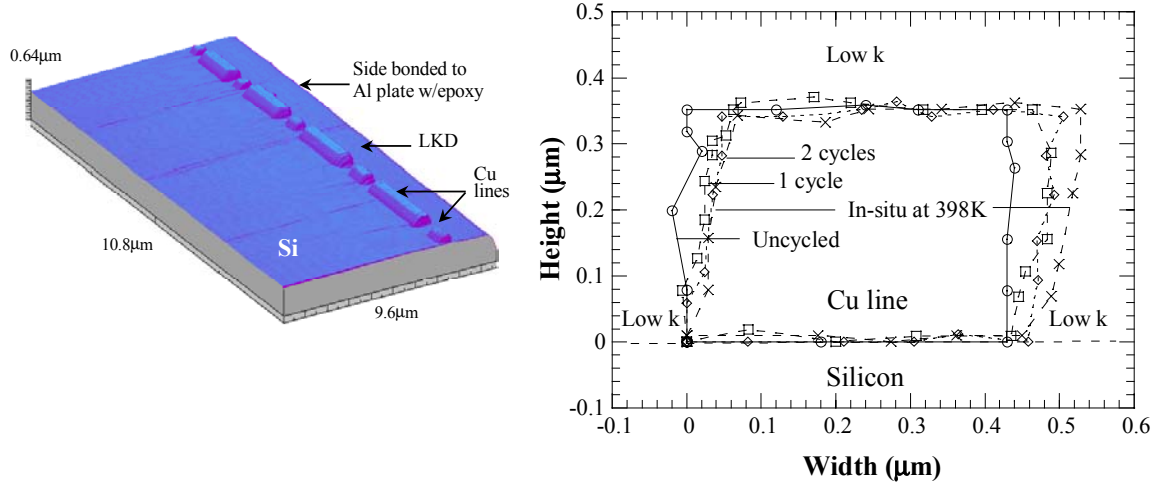 0.64μm
Side bonded to
Al plate w/epoxy
LKD
Cu
lines
Si
10.8μm
9.6μm
Height (μm)
0.5
0.4
0.3
0.2
0.1
0
-0.1
Low k
2 cycles
1 cycle
In-situ at 398K
Uncycled
Cu line
Low k
Low k
Silicon
-0.1
0
0.1
0.2
0.3
0.4
0.5
0.6
Width (μm)